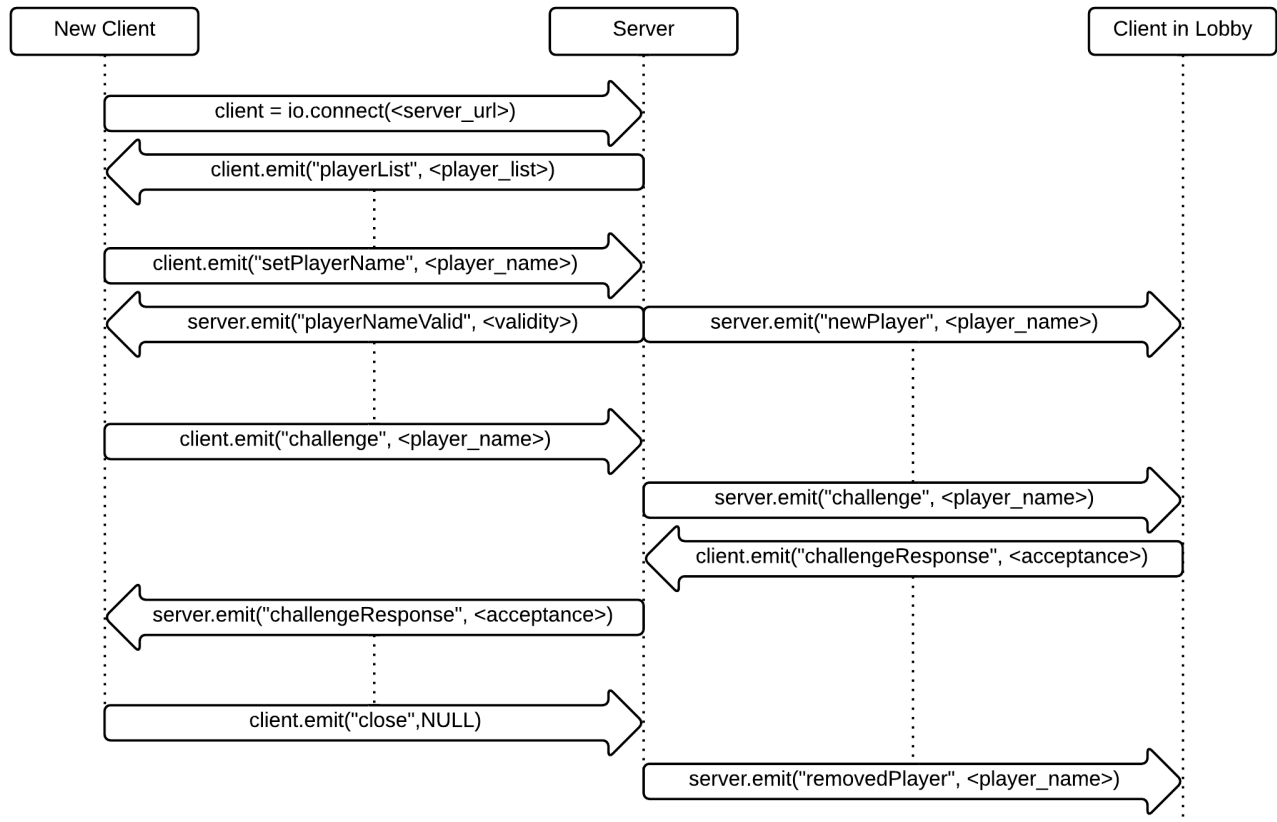 New Client
Server
Client in Lobby
client = io.connect(<server_url>)
client.emit("playerList", <player_list>)
client.emit("setPlayerName", <player_name>)
server.emit("playerNameValid", <validity>)
server.emit("newPlayer", <player_name>)
client.emit("challenge", <player_name>)
server.emit("challenge", <player_name>)
client.emit("challengeResponse", <acceptance>)
server.emit("challengeResponse", <acceptance>)
client.emit("close",NULL)
server.emit("removedPlayer", <player_name>)